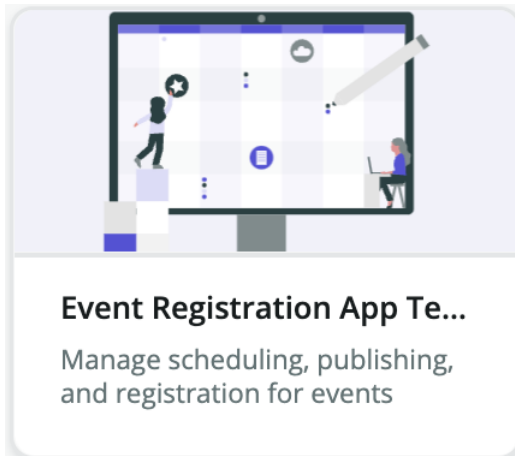 Event Registration App Te...
Manage scheduling, publishing,
and registration for events